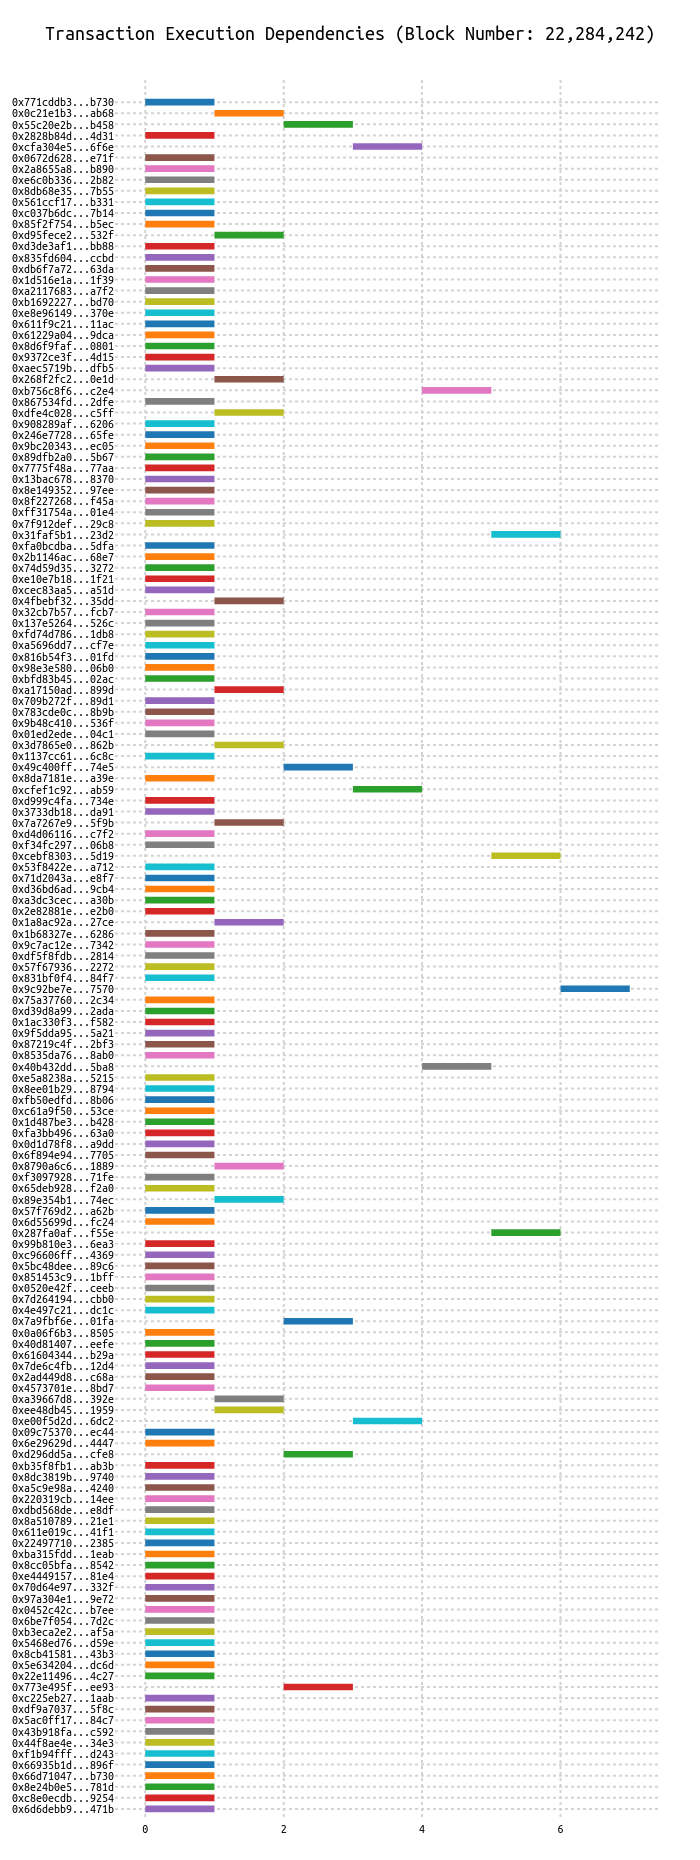 Transaction Execution Dependencies (Block Number: 22,284,242)
0x771cddb3...b730
0x0c21e1b3...ab68
0x55c20e2b...b458
0x2828b84d...4d31
0xcfa304e5...6f6e
0x0672d628...e71f
0x2a8655a8...b890
0xe6c0b336...2b82
0x8db68e35...7b55
0x561ccf17...b331
0xc037b6dc...7b14
0x85f2f754...b5ec
0xd95fece2...532f
0xd3de3af1...bb88
0x835fd604...ccbd
0xdb6f7a72...63da
0x1d516e1a...1f39
0xa2117683...a7f2
0xb1692227...bd70
0xe8e96149...370e
0x611f9c21...11ac
0x61229a04...9dca
0x8d6f9faf...0801
0x9372ce3f...4d15
0xaec5719b...dfb5
0x268f2fc2...0e1d
0xb756c8f6...c2e4
0x867534fd...2dfe
0xdfe4c028...c5ff
0x908289af...6206
0x246e7728...65fe
0x9bc20343...ec05
0x89dfb2a0...5b67
0x7775f48a...77aa
0x13bac678...8370
0x8e149352...97ee
0x8f227268...f45a
0xff31754a...01e4
0x7f912def...29c8
0x31faf5b1...23d2
0xfa0bcdba...5dfa
0x2b1146ac...68e7
0x74d59d35...3272
0xe10e7b18...1f21
0xcec83aa5...a51d
0x4fbebf32...35dd
0x32cb7b57...fcb7
0x137e5264...526c
0xfd74d786...1db8
0xa5696dd7...cf7e
0x816b54f3...01fd
0x98e3e580...06b0
0xbfd83b45...02ac
0xa17150ad...899d
0x709b272f...89d1
0x783cde0c...8b9b
0x9b48c410...536f
0x01ed2ede...04c1
0x3d7865e0...862b
0x1137cc61...6c8c
0x49c400ff...74e5
0x8da7181e...a39e
0xcfef1c92...ab59
0xd999c4fa...734e
0x3733db18...da91
0x7a7267e9...5f9b
0xd4d06116...c7f2
0xf34fc297...06b8
0xcebf8303...5d19
0x53f8422e...a712
0x71d2043a...e8f7
0xd36bd6ad...9cb4
0xa3dc3cec...a30b
0x2e82881e...e2b0
0x1a8ac92a...27ce
0x1b68327e...6286
0x9c7ac12e...7342
0xdf5f8fdb...2814
0x57f67936...2272
0x831bf0f4...84f7
0x9c92be7e...7570
0x75a37760...2c34
0xd39d8a99...2ada
0x1ac330f3...f582
0x9f5dda95...5a21
0x87219c4f...2bf3
0x8535da76...8ab0
0x40b432dd...5ba8
0xe5a8238a...5215
0x8ee01b29...8794
0xfb50edfd...8b06
0xc61a9f50...53ce
0x1d487be3...b428
0xfa3bb496...63a0
0x0d1d78f8...a9dd
0x6f894e94...7705
0x8790a6c6...1889
0xf3097928...71fe
0x65deb928...f2a0
0x89e354b1...74ec
0x57f769d2...a62b
0x6d55699d...fc24
0x287fa0af...f55e
0x99b810e3...6ea3
0xc96606ff...4369
0x5bc48dee...89c6
0x851453c9...1bff
0x0520e42f...ceeb
0x7d264194...cbb0
0x4e497c21...dc1c
0x7a9fbf6e...01fa
0x0a06f6b3...8505
0x40d81407...eefe
0x61604344...b29a
0x7de6c4fb...12d4
0x2ad449d8...c68a
0x4573701e...8bd7
0xa39667d8...392e
0xee48db45...1959
0xe00f5d2d...6dc2
0x09c75370...ec44
0x6e29629d...4447
0xd296dd5a...cfe8
0xb35f8fb1...ab3b
0x8dc3819b...9740
0xa5c9e98a...4240
0x220319cb...14ee
0xdbd568de...e8df
0x8a510789...21e1
0x611e019c...41f1
0x22497710...2385
0xba315fdd...1eab
0x8cc05bfa...8542
0xe4449157...81e4
0x70d64e97...332f
0x97a304e1...9e72
0x0452c42c...b7ee
0x6be7f054...7d2c
0xb3eca2e2...af5a
0x5468ed76...d59e
0x8cb41581...43b3
0x5e634204...dc6d
0x22e11496...4c27
0x773e495f...ee93
0xc225eb27...1aab
0xdf9a7037...5f8c
0x5ac0ff17...84c7
0x43b918fa...c592
0x44f8ae4e...34e3
0xf1b94fff...d243
0x66935b1d...896f
0x66d71047...b730
0x8e24b0e5...781d
0xc8e0ecdb...9254
0x6d6debb9...471b
0 2 4 6